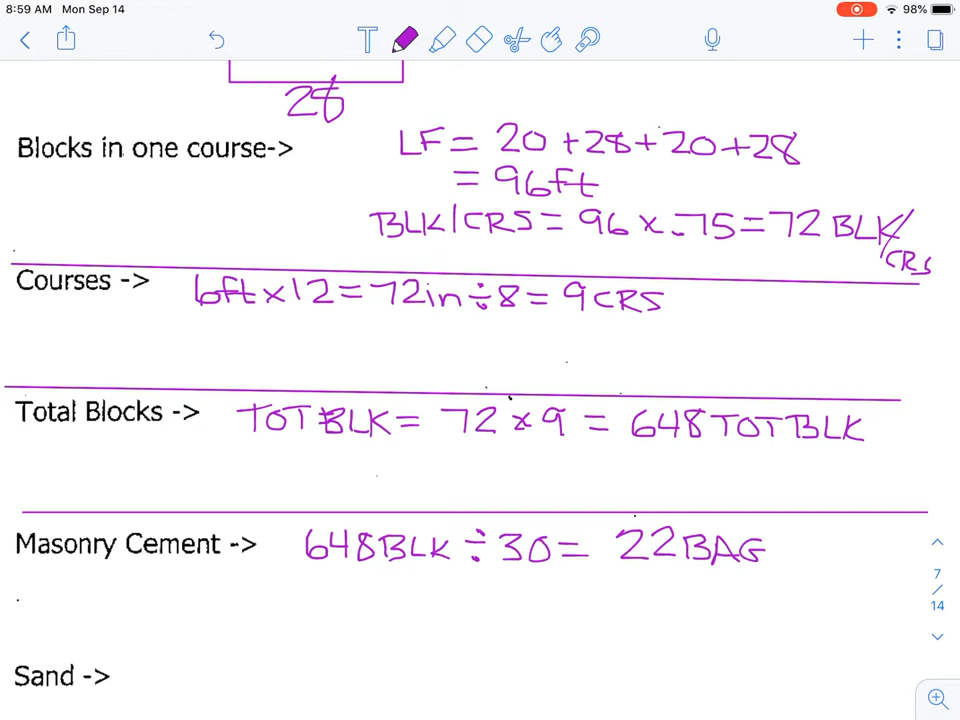 8:59 AM Mon Sep 14
98%
T
28
Blocks in one course->
LF = 20 + 28 + 20 + 28
= 96ft
BLK/CRS = 96 x .75 = 72 BLK/CRS
Courses ->
6ft x 12 = 72in ÷ 8 = 9 CRS
Total Blocks ->
TOT BLK = 72 x 9 = 648 TOT BLK
Masonry Cement ->
648 BLK ÷ 30 = 22 BAG
7
/
14
Sand ->